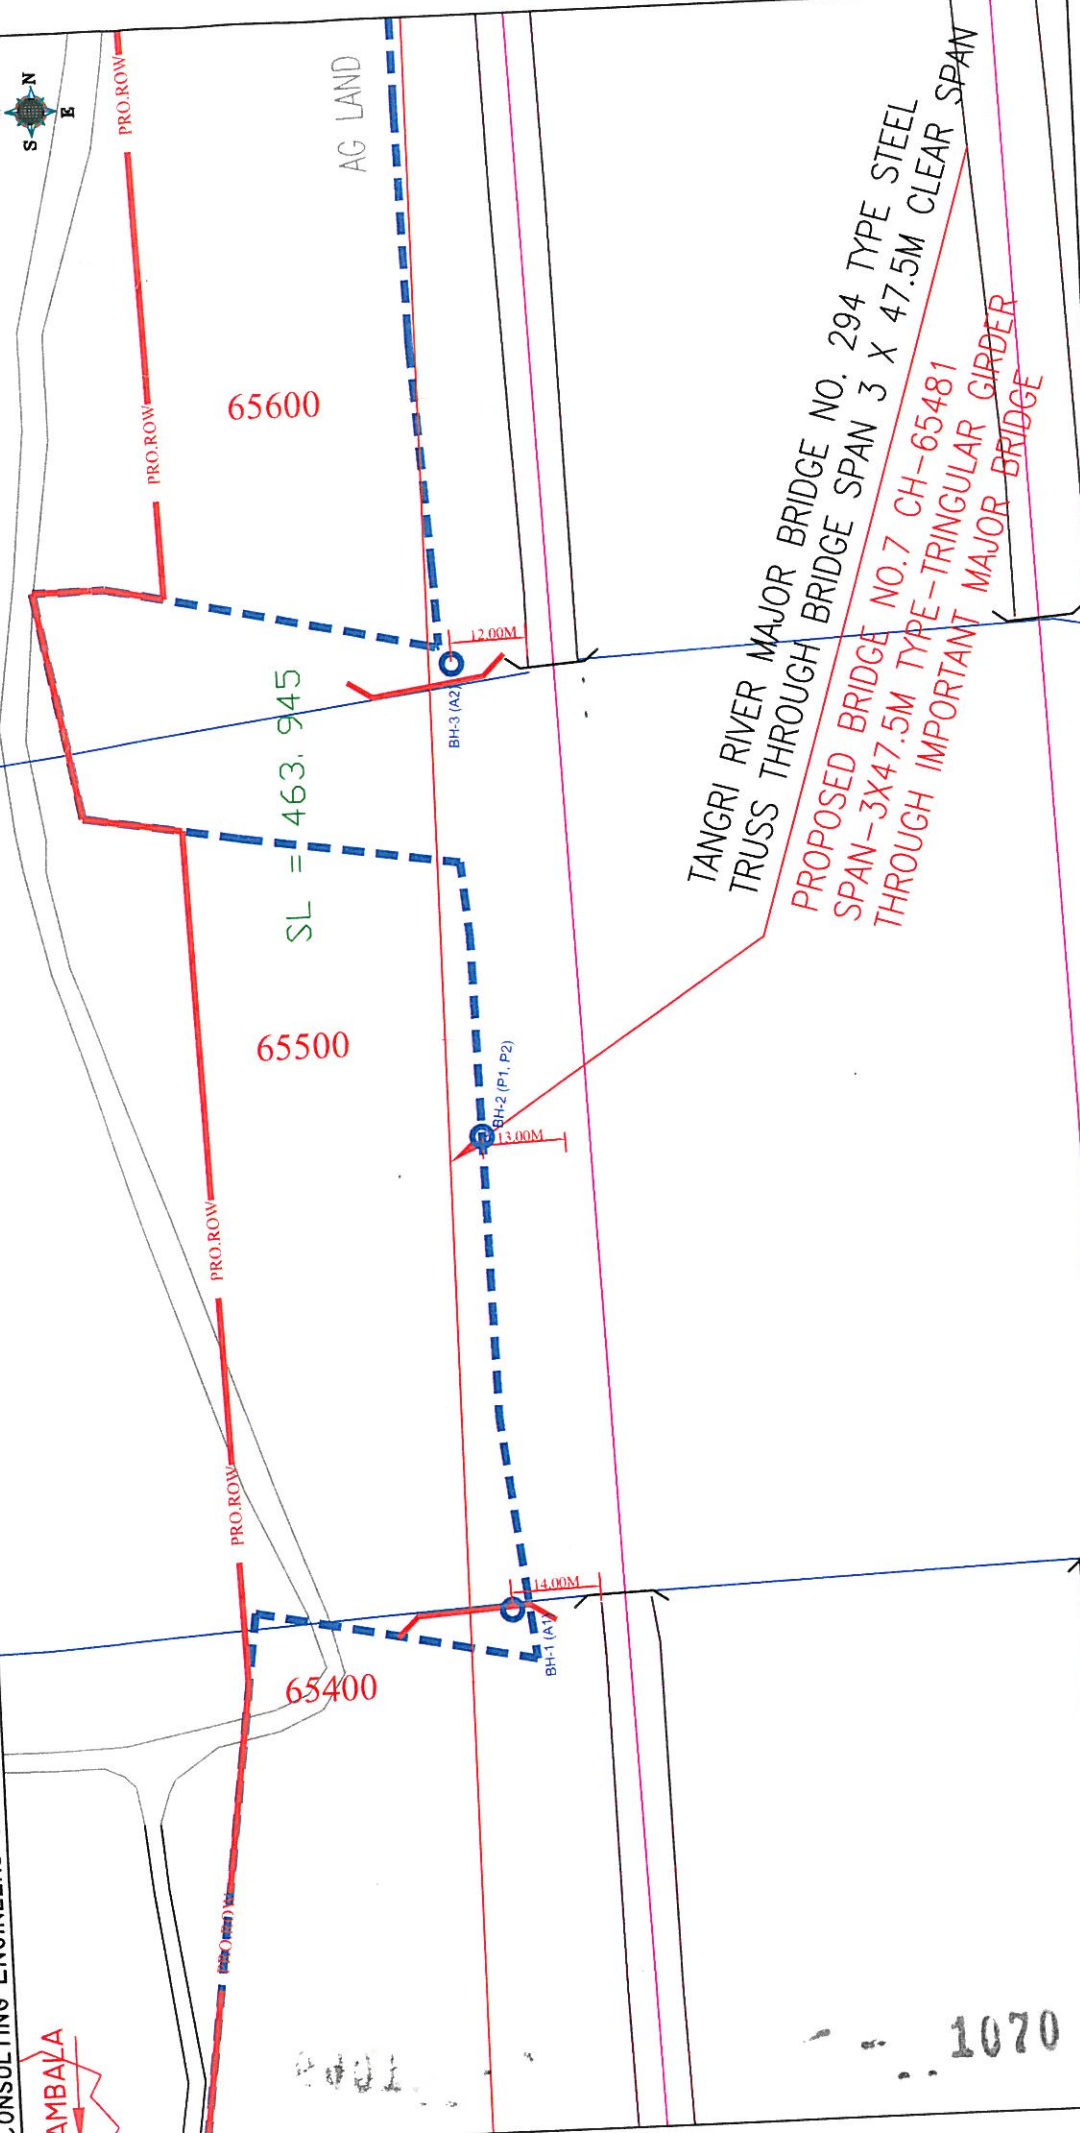 N
S
E
PRO.ROW
AG LAND
65600
PRO.ROW
12.00M
BH-3 (A2)
SL = 463. 945
TANGRI RIVER MAJOR BRIDGE NO. 294 TYPE STEEL
TRUSS THROUGH BRIDGE SPAN 3 X 47.5M CLEAR SPAN
PROPOSED BRIDGE NO.7 CH-65481
SPAN-3X47.5M TYPE-TRINGULAR GIRDER
THROUGH IMPORTANT MAJOR BRIDGE
65500
BH-2 (P1, P2)
13.00M
PRO.ROW
PRO.ROW
14.00M
BH-1 (A1)
65400
PRO.ROW
AMBALA
1070